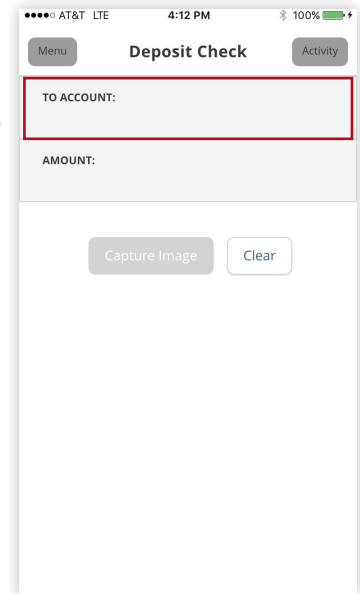 AT&T LTE 4:12 PM 100%
Menu Deposit Check Activity
TO ACCOUNT:
AMOUNT:
Capture Image Clear